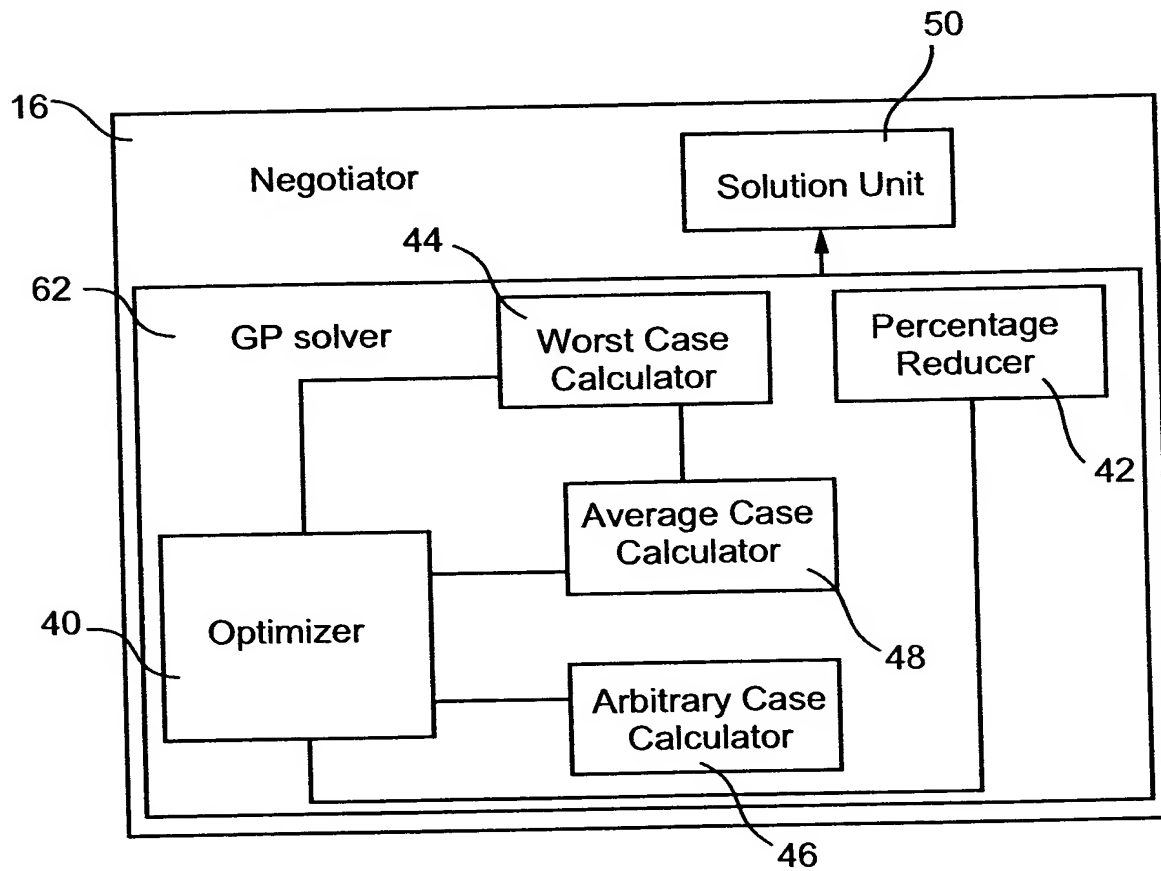 50
16
Negotiator
Solution Unit
44
62
GP solver
Worst Case
Calculator
Percentage
Reducer
42
Average Case
Calculator
40
Optimizer
48
Arbitrary Case
Calculator
46